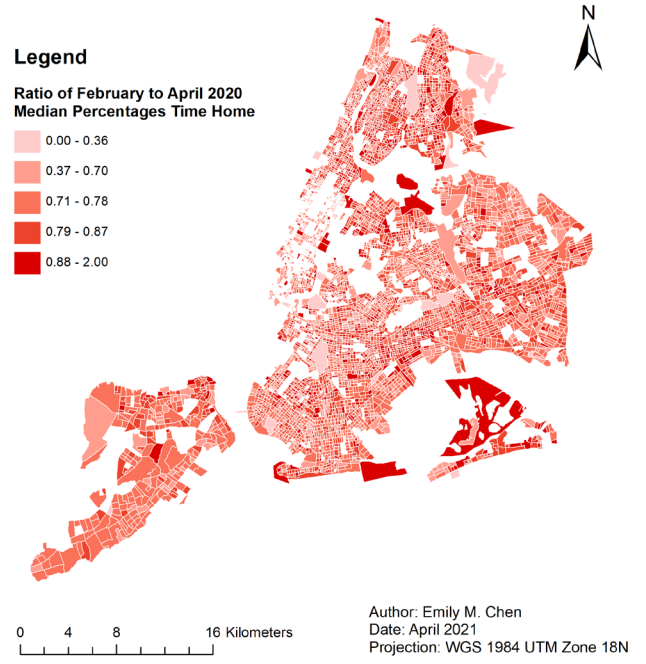 N
Legend
Ratio of February to April 2020
Median Percentages Time Home
0.00 - 0.36
0.37 - 0.70
0.71 - 0.78
0.79 - 0.87
0.88 - 2.00
Author: Emily M. Chen
Date: April 2021
Projection: WGS 1984 UTM Zone 18N
0 4 8 16 Kilometers